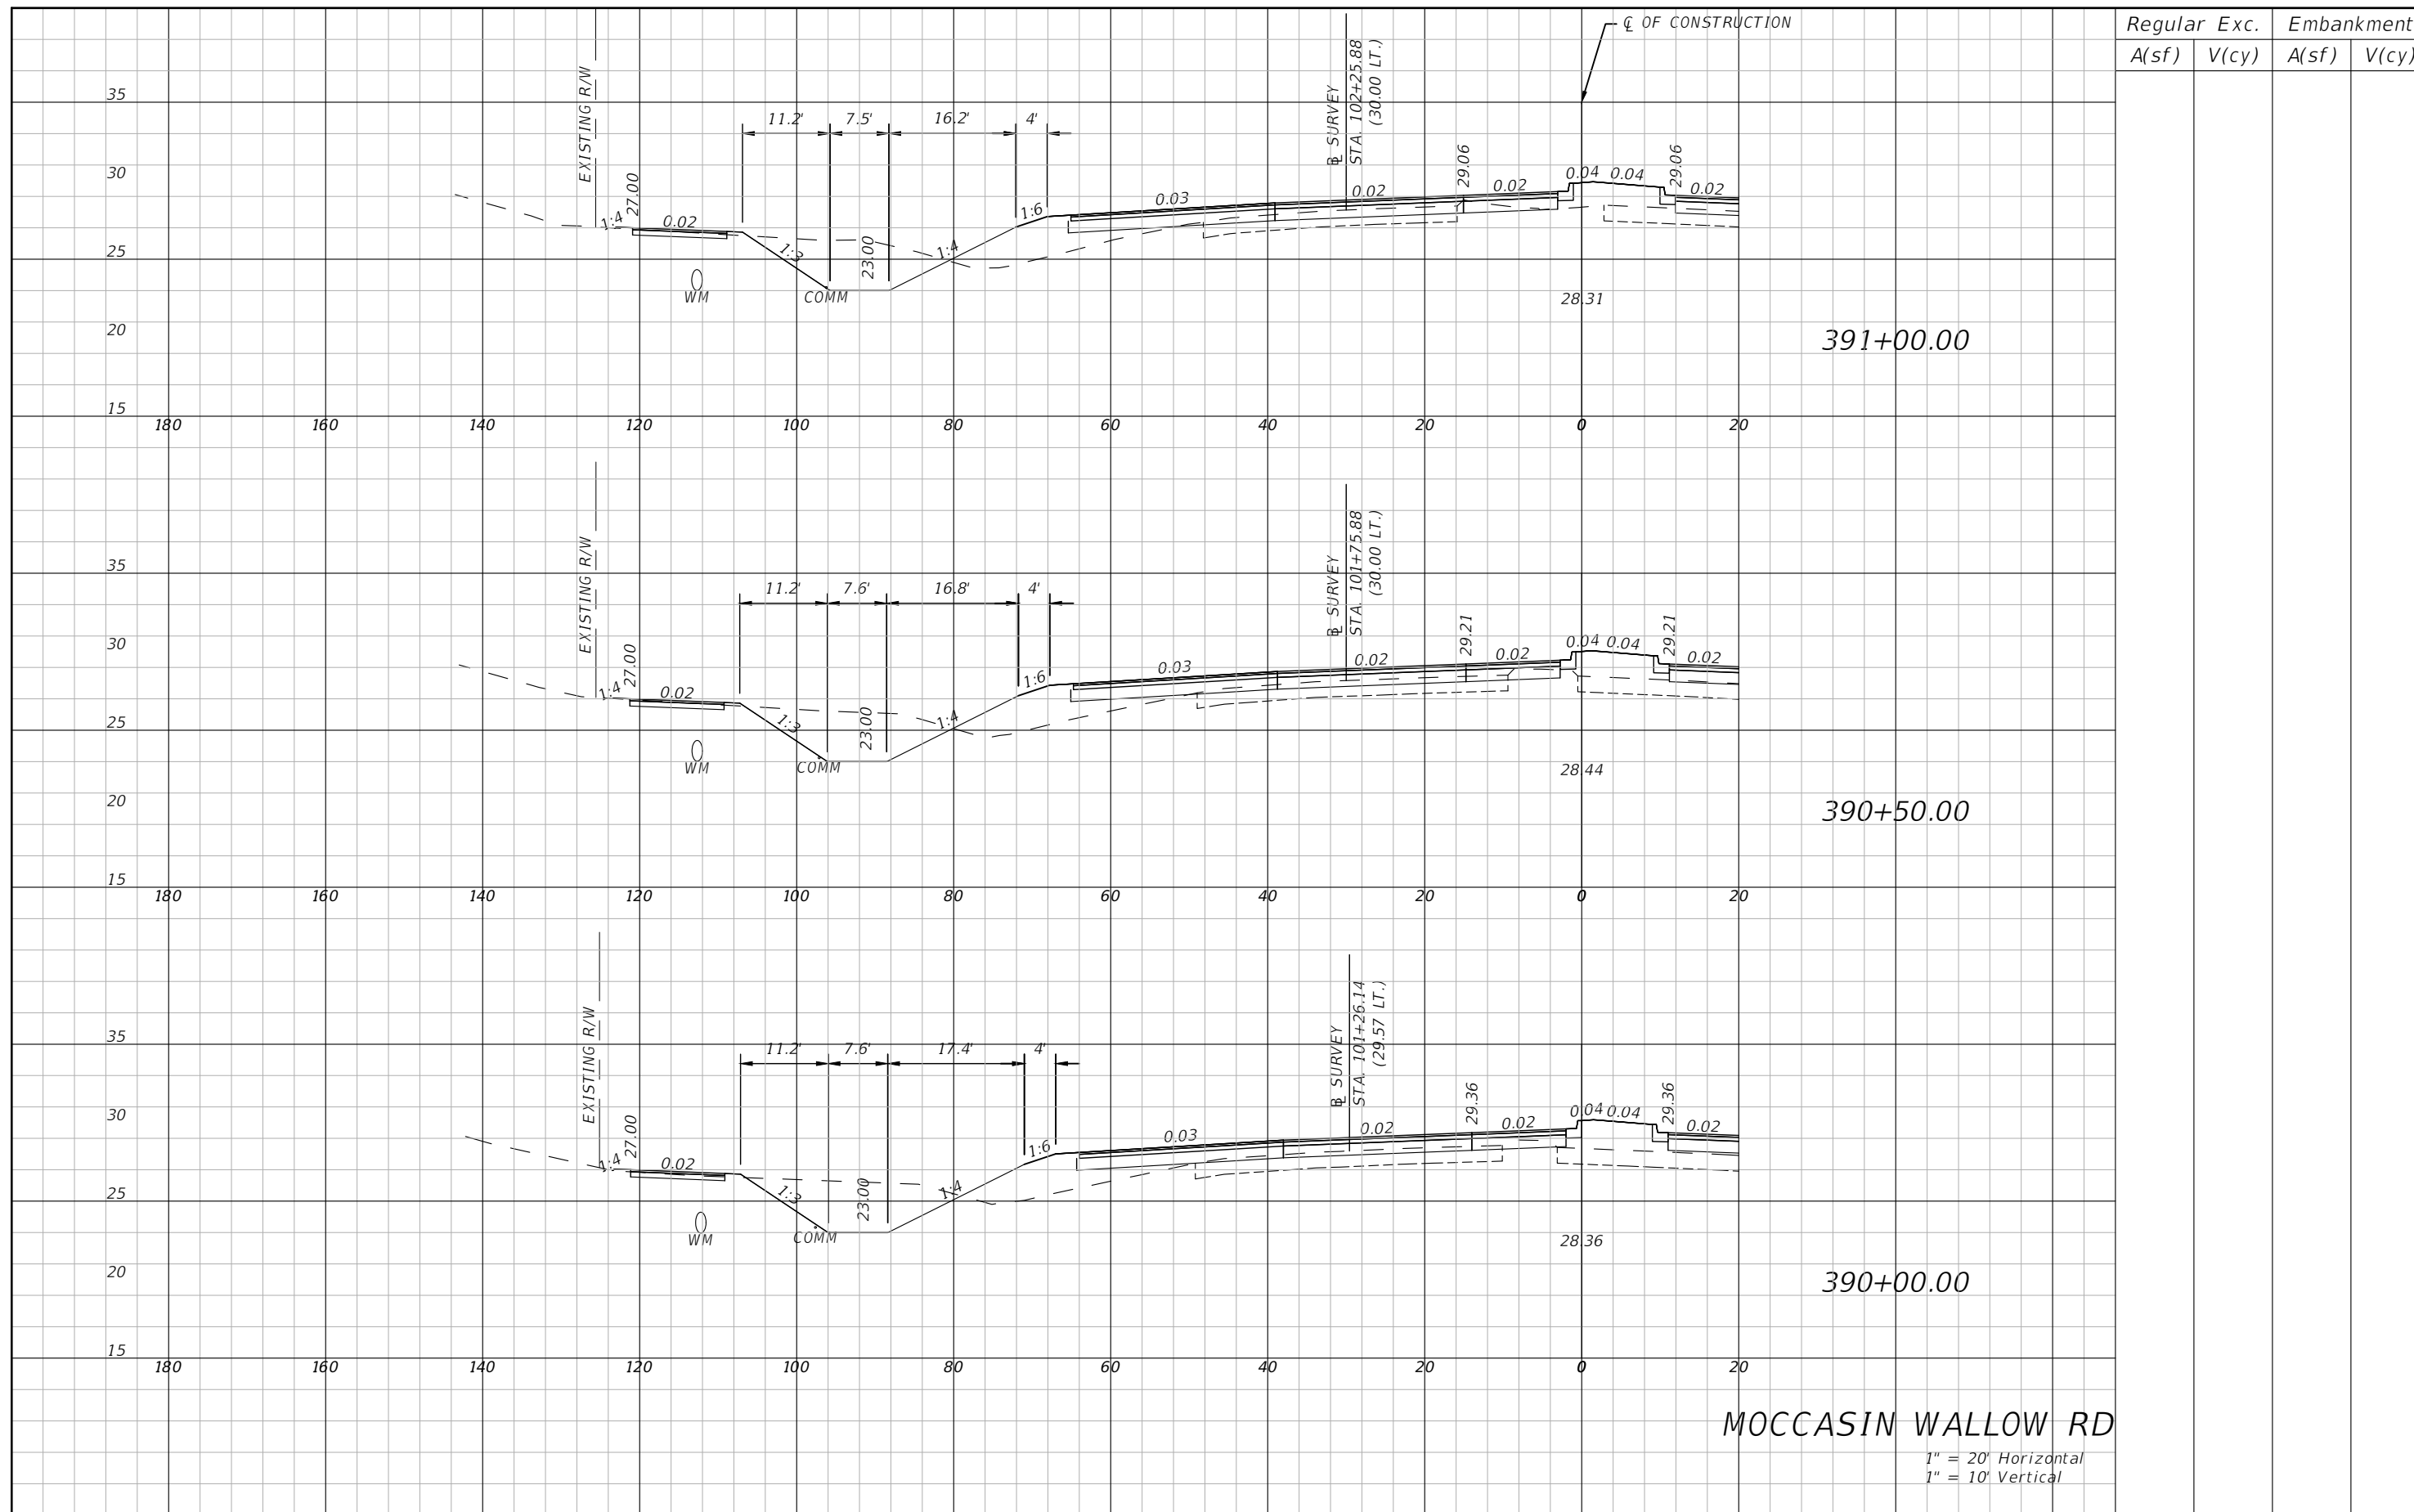 ℄ OF CONSTRUCTION
Regular Exc. Embankment
A(sf) V(cy) A(sf) V(cy)
EXISTING R/W
℄ SURVEY
STA. 102+25.88
(30.00 LT.)
35
11.2' 7.5' 16.2' 4'
30
27.00
29.06
29.06
1:4 0.02 1:3 23.00 1:4 1:6 0.03 0.02 0.02 0.04 0.04 0.02
25
WM COMM 28.31
20
391+00.00
15
180 160 140 120 100 80 60 40 20 0 20
EXISTING R/W
℄ SURVEY
STA. 101+75.88
(30.00 LT.)
35
11.2' 7.6' 16.8' 4'
30
27.00
29.21
29.21
1:4 0.02 1:3 23.00 1:4 1:6 0.03 0.02 0.02 0.04 0.04 0.02
25
WM COMM 28.44
20
390+50.00
15
180 160 140 120 100 80 60 40 20 0 20
EXISTING R/W
℄ SURVEY
STA. 101+26.14
(29.57 LT.)
35
11.2' 7.6' 17.4' 4'
30
27.00
29.36
29.36
1:4 0.02 1:3 23.00 1:4 1:6 0.03 0.02 0.02 0.04 0.04 0.02
25
WM COMM 28.36
20
390+00.00
15
180 160 140 120 100 80 60 40 20 0 20
MOCCASIN WALLOW RD
1" = 20' Horizontal
1" = 10' Vertical